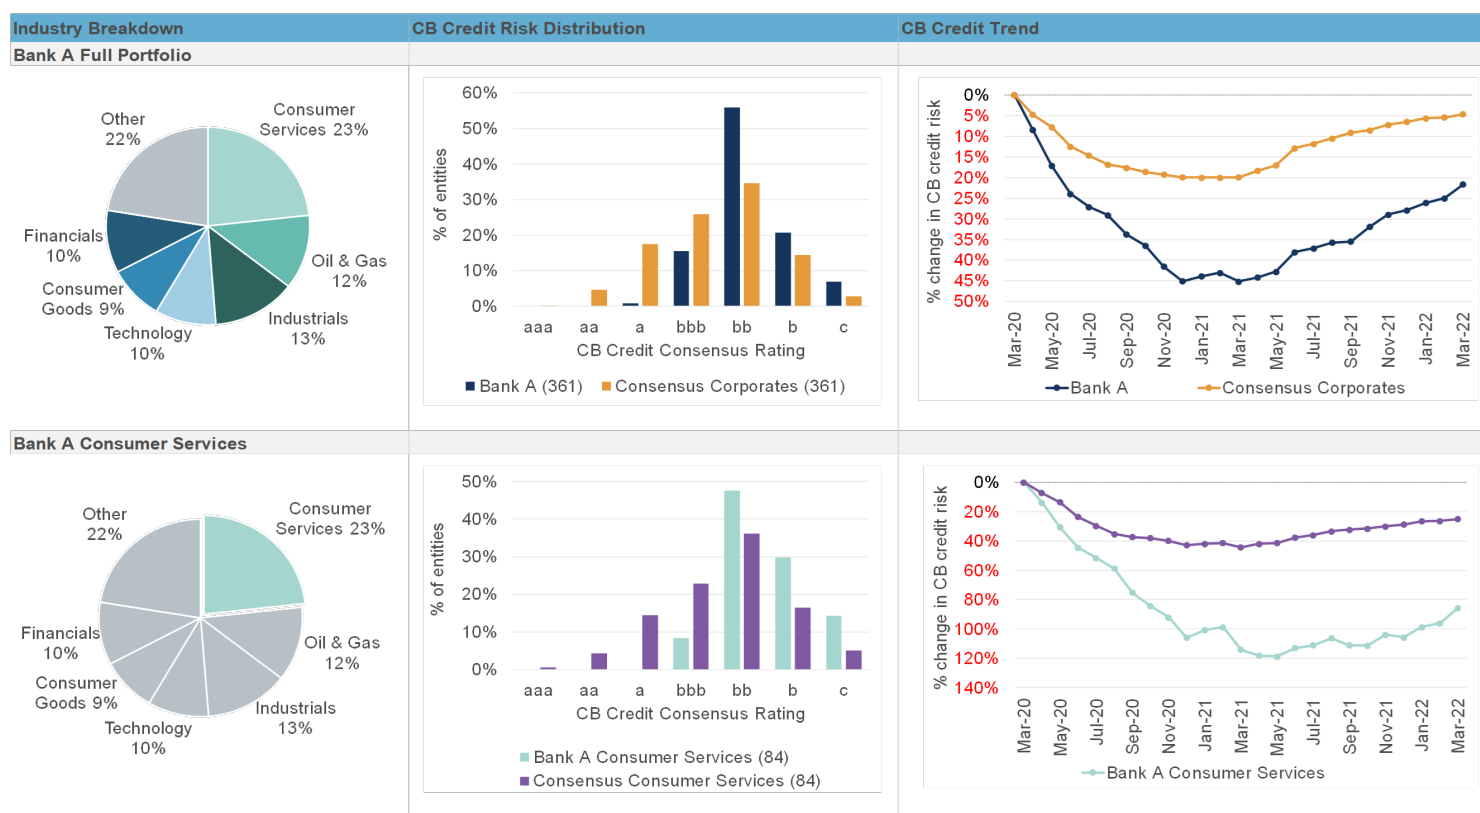 Industry Breakdown
CB Credit Risk Distribution
CB Credit Trend
Bank A Full Portfolio
Consumer
Services 23%
Other
22%
Financials
10%
Oil & Gas
12%
Consumer
Goods 9%
Industrials
13%
Technology
10%
60%
50%
40%
30%
20%
10%
0%
% of entities
aaa aa a bbb bb b c
CB Credit Consensus Rating
Bank A (361) Consensus Corporates (361)
0%
5%
10%
15%
20%
25%
30%
35%
40%
45%
50%
% change in CB credit risk
Mar-20
May-20
Jul-20
Sep-20
Nov-20
Jan-21
Mar-21
May-21
Jul-21
Sep-21
Nov-21
Jan-22
Mar-22
Bank A Consensus Corporates
Bank A Consumer Services
Consumer
Services 23%
Other
22%
Financials
10%
Oil & Gas
12%
Consumer
Goods 9%
Industrials
13%
Technology
10%
50%
40%
30%
20%
10%
0%
% of entities
aaa aa a bbb bb b c
CB Credit Consensus Rating
Bank A Consumer Services (84)
Consensus Consumer Services (84)
0%
20%
40%
60%
80%
100%
120%
140%
% change in CB credit risk
Mar-20
May-20
Jul-20
Sep-20
Nov-20
Jan-21
Mar-21
May-21
Jul-21
Sep-21
Nov-21
Jan-22
Mar-22
Bank A Consumer Services